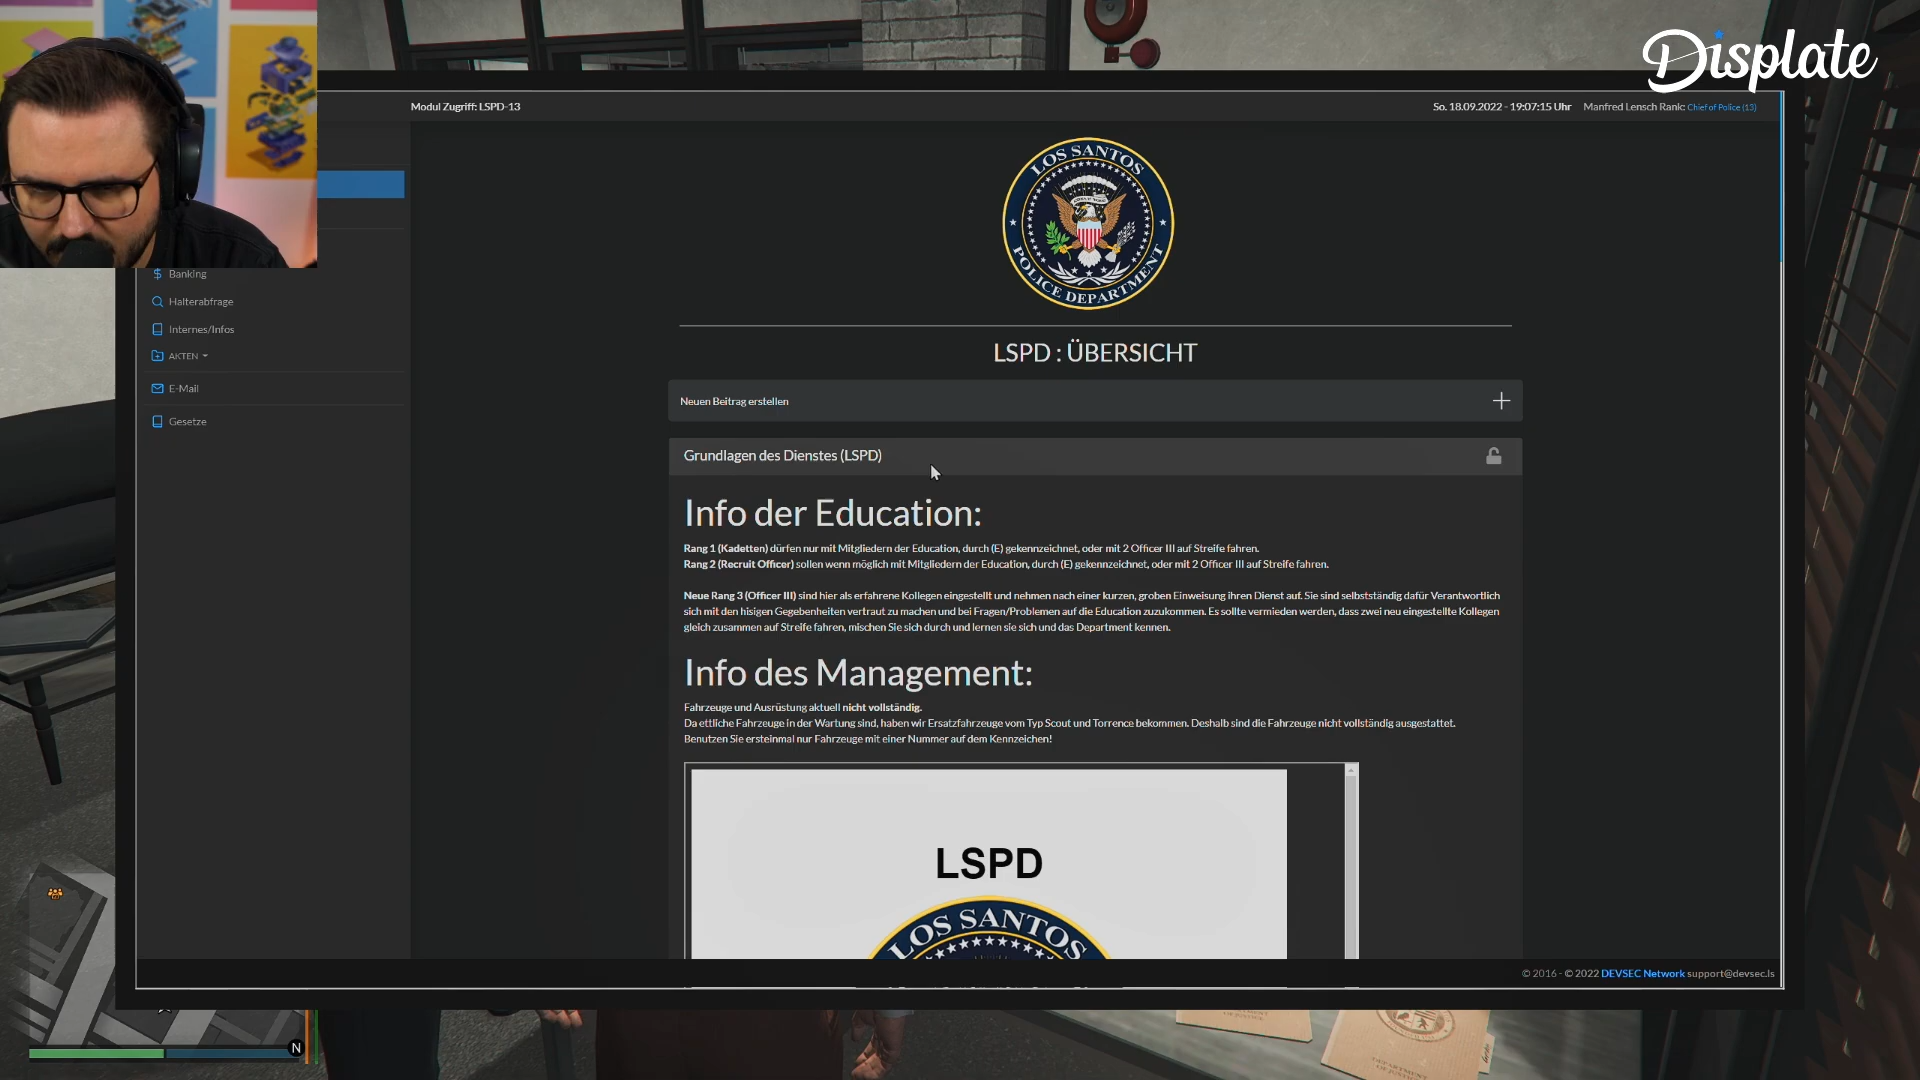 Displate
Modul Zugriff: LSPD-13
So. 18.09.2022 - 19:07:15 Uhr Manfred Lensch Rank: Chief of Police (13)
LOS SANTOS
POLICE DEPARTMENT
Banking
Halterabfrage
Internes/Infos
AKTEN
E-Mail
Gesetze
LSPD : ÜBERSICHT
Neuen Beitrag erstellen
Grundlagen des Dienstes (LSPD)
Info der Education:
Rang 1 (Kadetten) dürfen nur mit Mitgliedern der Education, durch (E) gekennzeichnet, oder mit 2 Officer III auf Streife fahren.
Rang 2 (Recruit Officer) sollen wenn möglich mit Mitgliedern der Education, durch (E) gekennzeichnet, oder mit 2 Officer III auf Streife fahren.
Neue Rang 3 (Officer III) sind hier als erfahrene Kollegen eingestellt und nehmen nach einer kurzen, groben Einweisung ihren Dienst auf. Sie sind selbstständig dafür Verantwortlich
sich mit den hisigen Gegebenheiten vertraut zu machen und bei Fragen/Problemen auf die Education zuzukommen. Es sollte vermieden werden, dass zwei neu eingestellte Kollegen
gleich zusammen auf Streife fahren, mischen Sie sich durch und lernen sie sich und das Department kennen.
Info des Management:
Fahrzeuge und Ausrüstung aktuell nicht vollständig.
Da ettliche Fahrzeuge in der Wartung sind, haben wir Ersatzfahrzeuge vom Typ Scout und Torrence bekommen. Deshalb sind die Fahrzeuge nicht vollständig ausgestattet.
Benutzen Sie ersteinmal nur Fahrzeuge mit einer Nummer auf dem Kennzeichen!
LSPD
LOS SANTOS
© 2016 - © 2022 DEVSEC Network support@devsec.ls
N
DEPARTMENT
OF JUSTICE